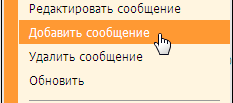 Редактировать сообщение
Добавить сообщение
Удалить сообщение
Обновить